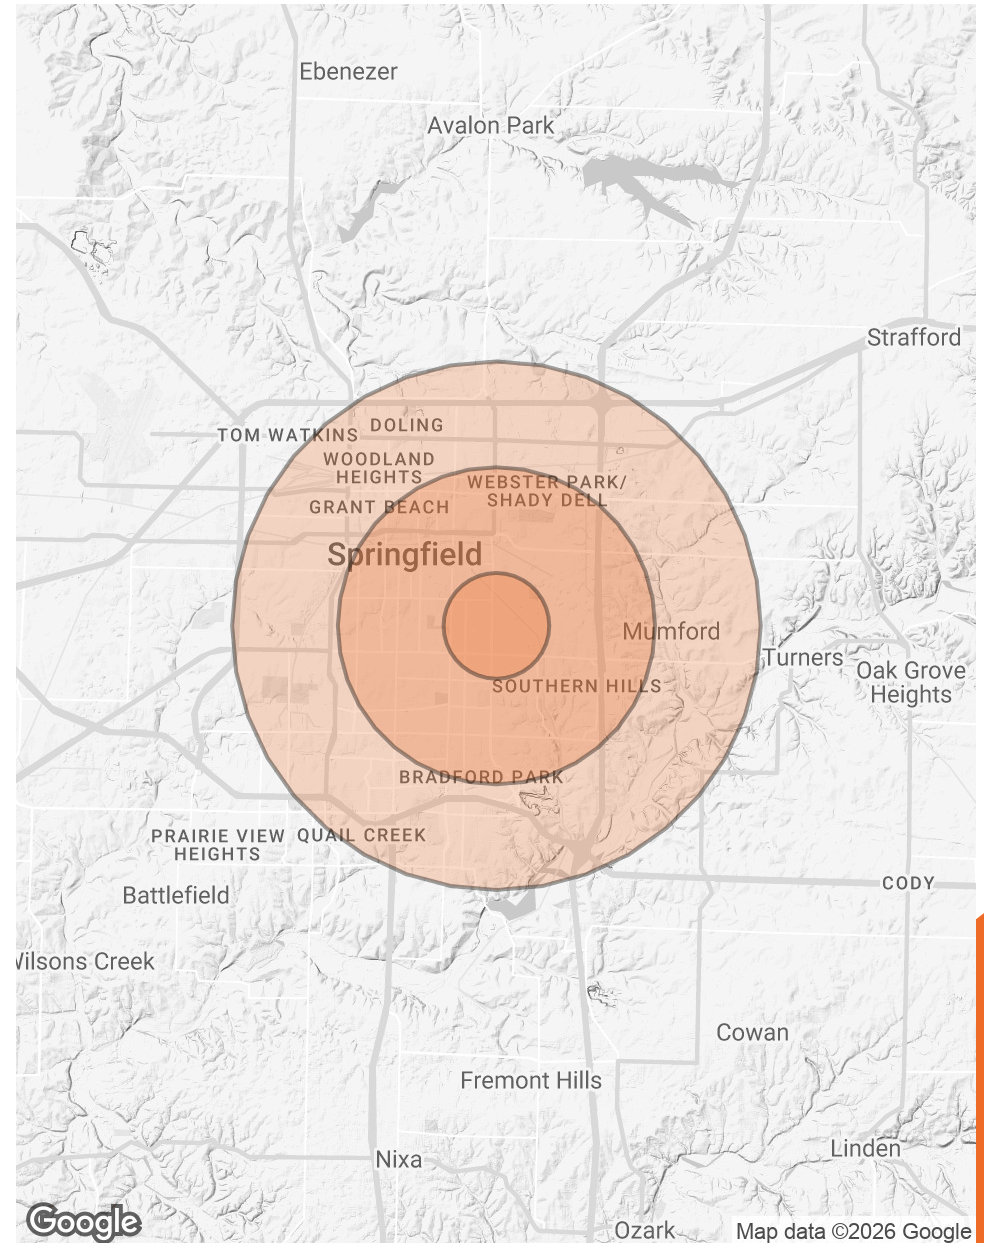 Ebenezer
Avalon Park
Strafford
DOLING
TOM WATKINS
WOODLAND
HEIGHTS
WEBSTER PARK/
SHADY DELL
GRANT BEACH
Springfield
Mumford
Turners
Oak Grove
Heights
SOUTHERN HILLS
BRADFORD PARK
PRAIRIE VIEW
HEIGHTS
QUAIL CREEK
Battlefield
CODY
Wilsons Creek
Cowan
Fremont Hills
Linden
Nixa
Ozark
Google
Map data ©2026 Google